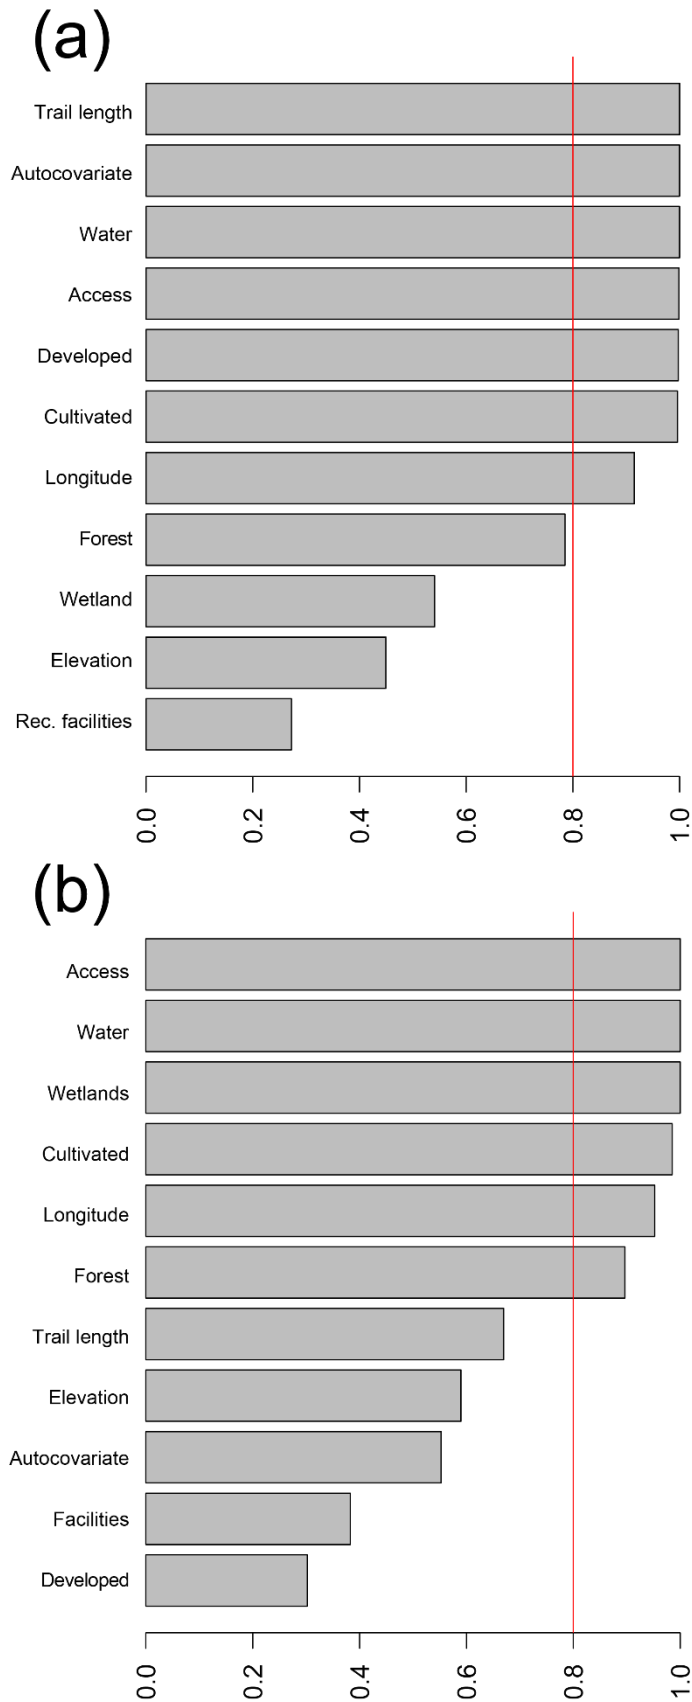 (a)
Trail length
Autocovariate
Water
Access
Developed
Cultivated
Longitude
Forest
Wetland
Elevation
Rec. facilities
0.0 0.2 0.4 0.6 0.8 1.0
(b)
Access
Water
Wetlands
Cultivated
Longitude
Forest
Trail length
Elevation
Autocovariate
Facilities
Developed
0.0 0.2 0.4 0.6 0.8 1.0